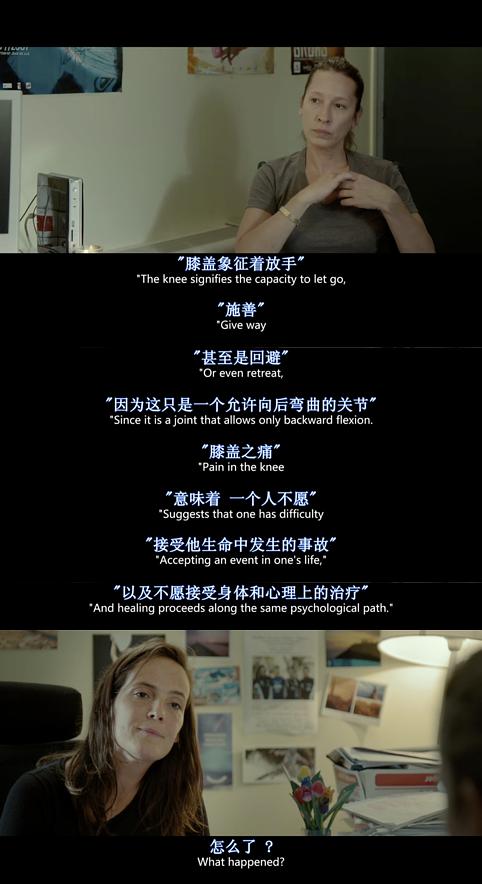 "膝盖象征着放手"
"The knee signifies the capacity to let go,
"施善"
"Give way
"甚至是回避"
"Or even retreat,
"因为这只是一个允许向后弯曲的关节"
"Since it is a joint that allows only backward flexion.
"膝盖之痛"
"Pain in the knee
"意味着 一个人不愿"
"Suggests that one has difficulty
"接受他生命中发生的事故"
"Accepting an event in one's life,"
"以及不愿接受身体和心理上的治疗"
"And healing proceeds along the same psychological path."
怎么了 ？
What happened?